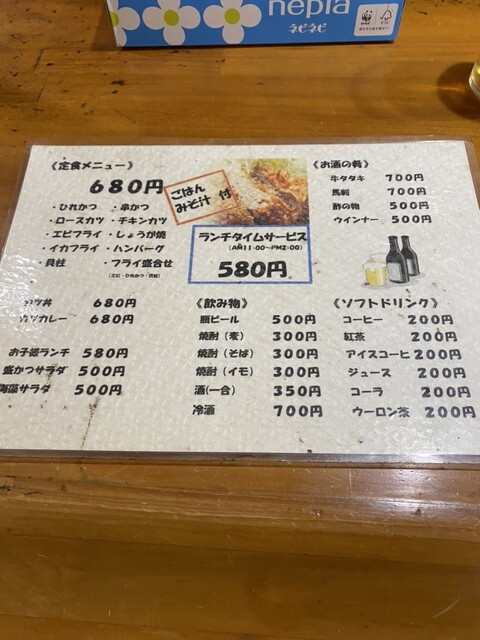 nepia
ネピネピ
《定食メニュー》
680円
・ひれかつ ・串かつ
・ロースカツ ・チキンカツ
・エビフライ ・しょうが焼
・イカフライ ・ハンバーグ
・貝柱 ・フライ盛合せ
(エビ・ひれかつ・貝柱)
ごはん
みそ汁 付
ランチタイムサービス
(AM11:00~PM2:00)
580円
《お酒の肴》
牛タタキ 700円
馬刺 700円
酢の物 500円
ウインナー 500円
カツ丼 680円
カツカレー 680円
お子様ランチ 580円
盛かつサラダ 500円
海藻サラダ 500円
《飲み物》
瓶ビール 500円
焼酎(麦) 300円
焼酎(そば) 300円
焼酎(イモ) 300円
酒(一合) 350円
冷酒 700円
《ソフトドリンク》
コーヒー 200円
紅茶 200円
アイスコーヒ 200円
ジュース 200円
コーラ 200円
ウーロン茶 200円